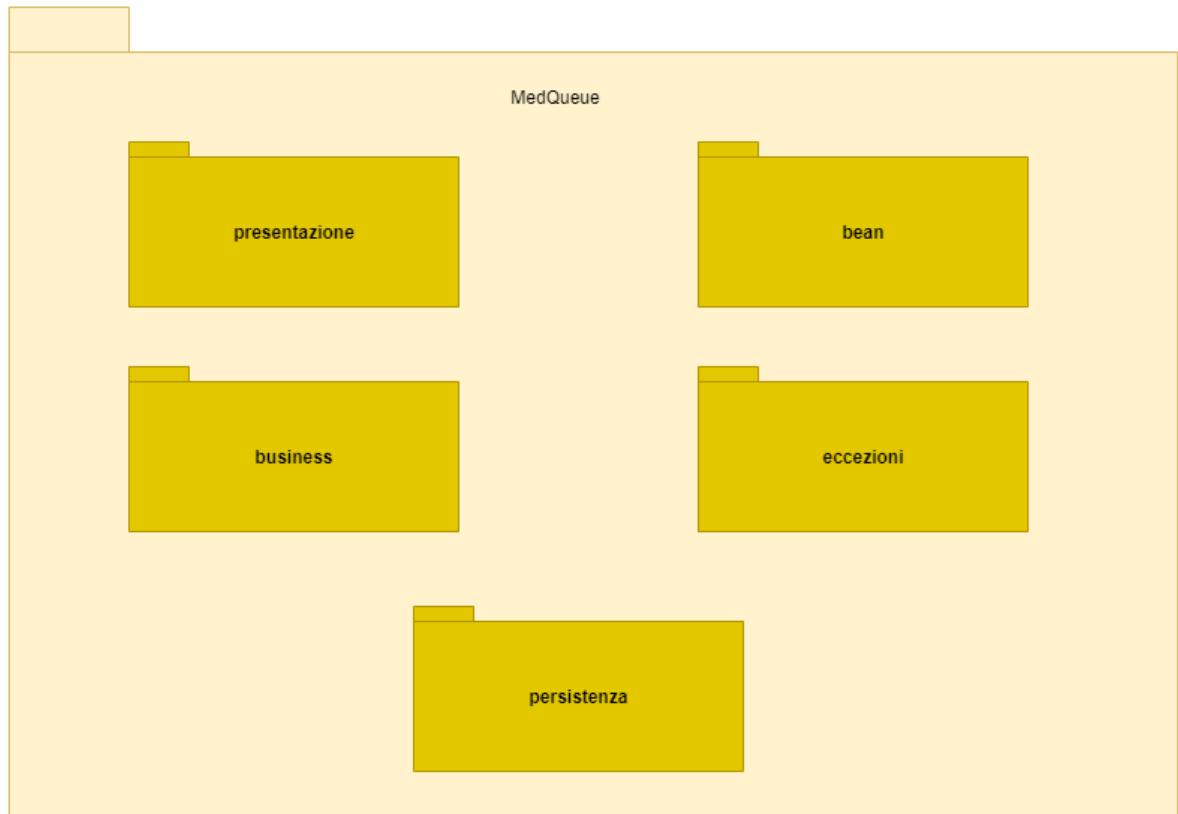 MedQueue
presentazione
bean
business
eccezioni
persistenza